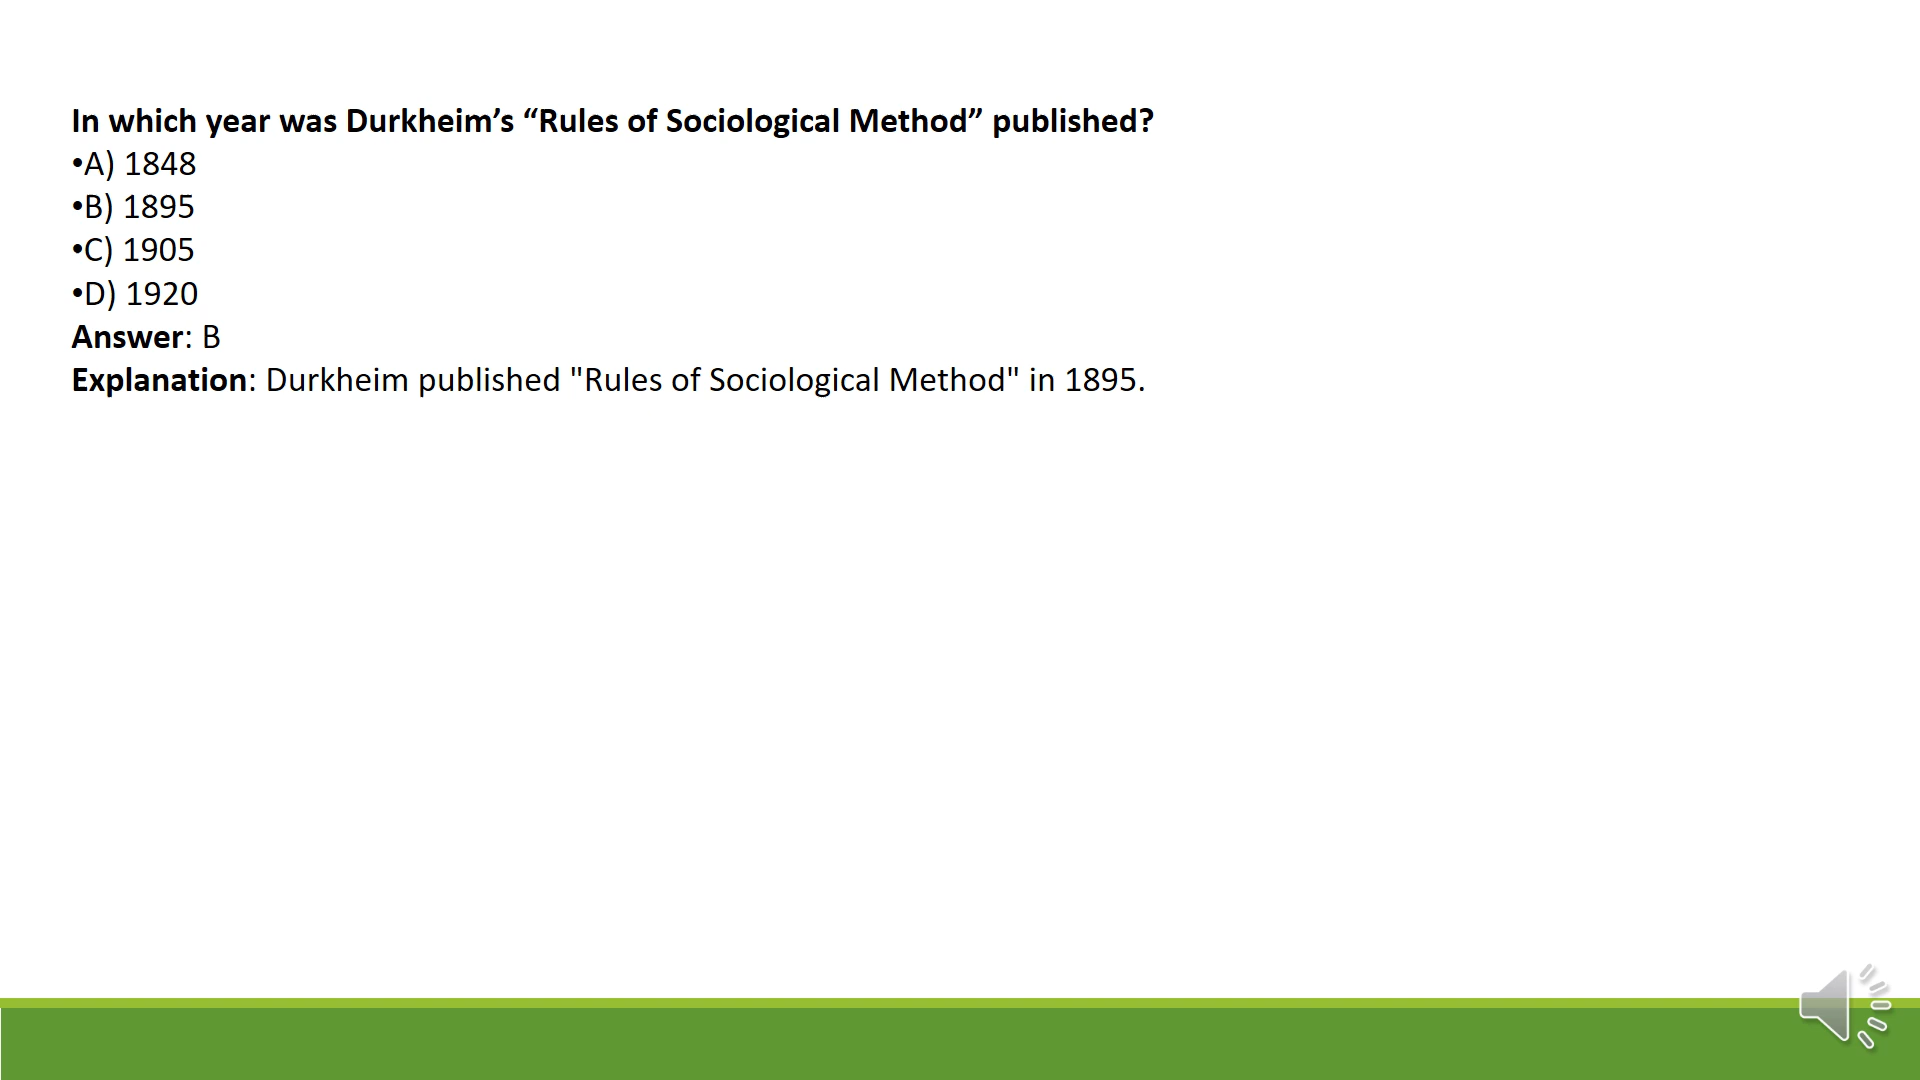 In which year was Durkheim’s “Rules of Sociological Method” published?
•A) 1848
•B) 1895
•C) 1905
•D) 1920
Answer: B
Explanation: Durkheim published "Rules of Sociological Method" in 1895.